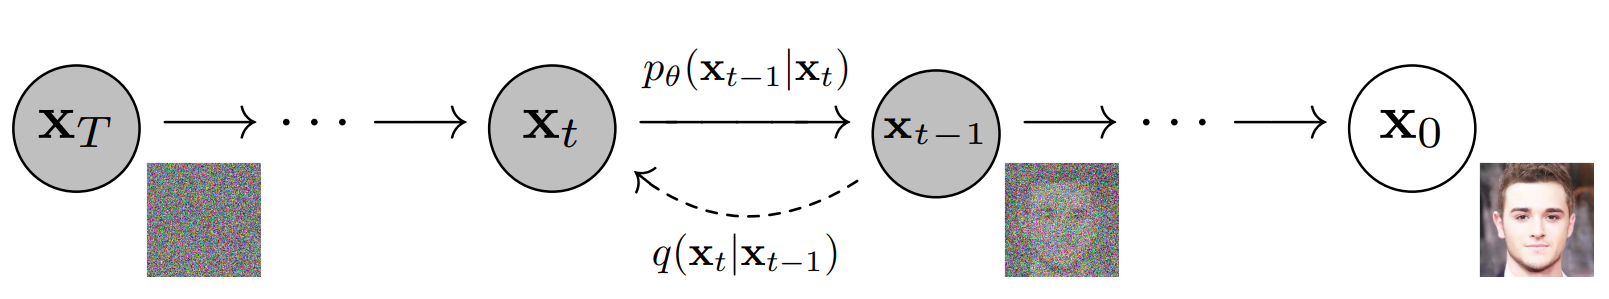 p_θ(x_{t−1}|x_t)
x_T → ··· → x_t → x_{t−1} → ··· → x_0
q(x_t|x_{t−1})